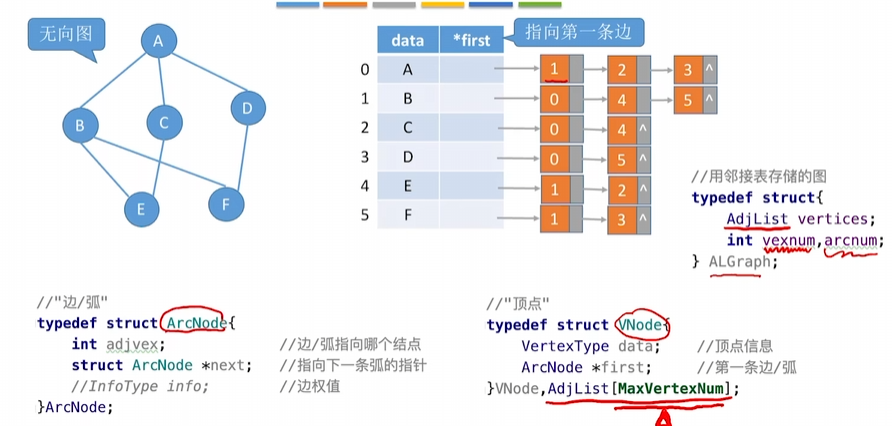 无向图
A
B
C
D
E
F
data *first
指向第一条边
0 A 1 2 3 ^
1 B 0 4 5 ^
2 C 0 4 ^
3 D 0 5 ^
4 E 1 2 ^
5 F 1 3 ^
//用邻接表存储的图
typedef struct{
AdjList vertices;
int vexnum,arcnum;
} ALGraph;
//"边/弧"
typedef struct ArcNode{
int adjvex; //边/弧指向哪个结点
struct ArcNode *next; //指向下一条弧的指针
//InfoType info; //边权值
}ArcNode;
//"顶点"
typedef struct VNode{
VertexType data; //顶点信息
ArcNode *first; //第一条边/弧
}VNode,AdjList[MaxVertexNum];